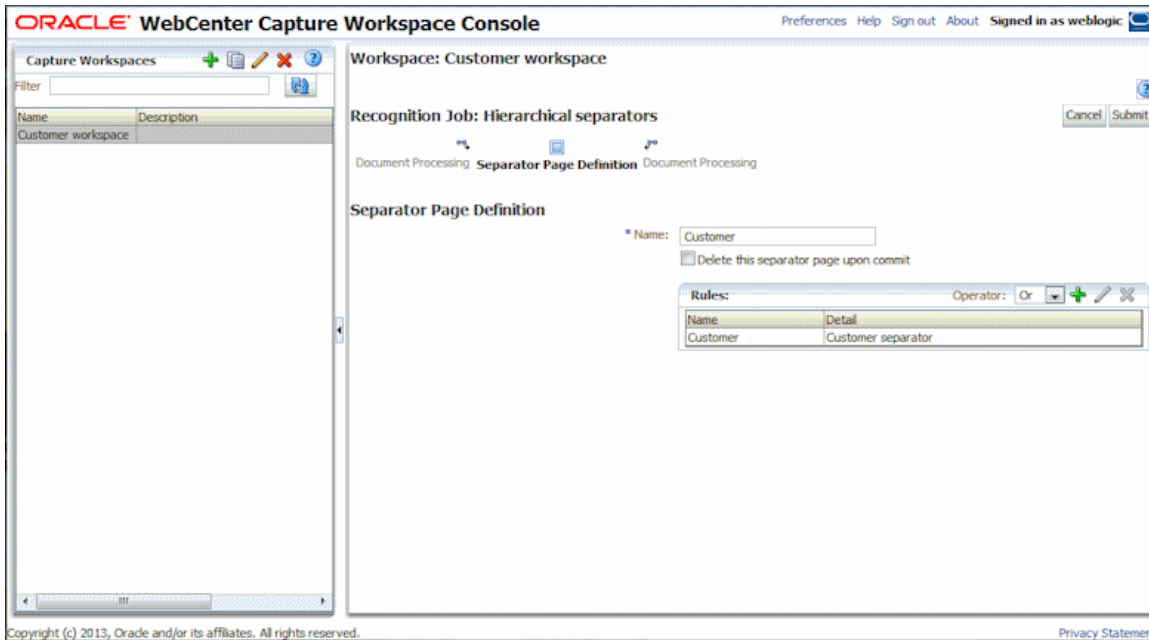 ORACLE WebCenter Capture Workspace Console
Preferences Help Sign out About Signed in as weblogic
Capture Workspaces
Filter
Name Description
Customer workspace
Workspace: Customer workspace
Recognition Job: Hierarchical separators
Cancel Submit
Document Processing Separator Page Definition Document Processing
Separator Page Definition
* Name: Customer
Delete this separator page upon commit
Rules: Operator: Or
Name Detail
Customer Customer separator
Copyright (c) 2013, Oracle and/or its affiliates. All rights reserved.
Privacy Statemen